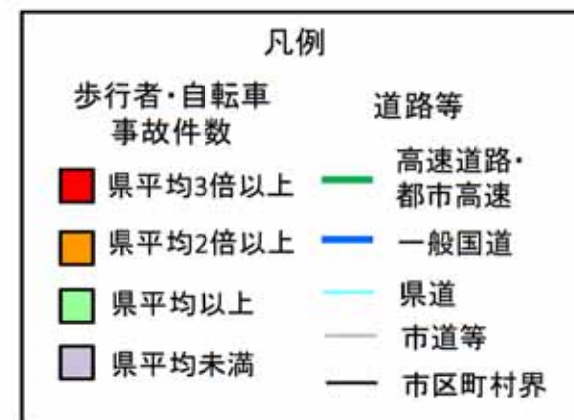 凡例
歩行者・自転車
事故件数
県平均3倍以上
県平均2倍以上
県平均以上
県平均未満
道路等
高速道路・
都市高速
一般国道
県道
市道等
市区町村界